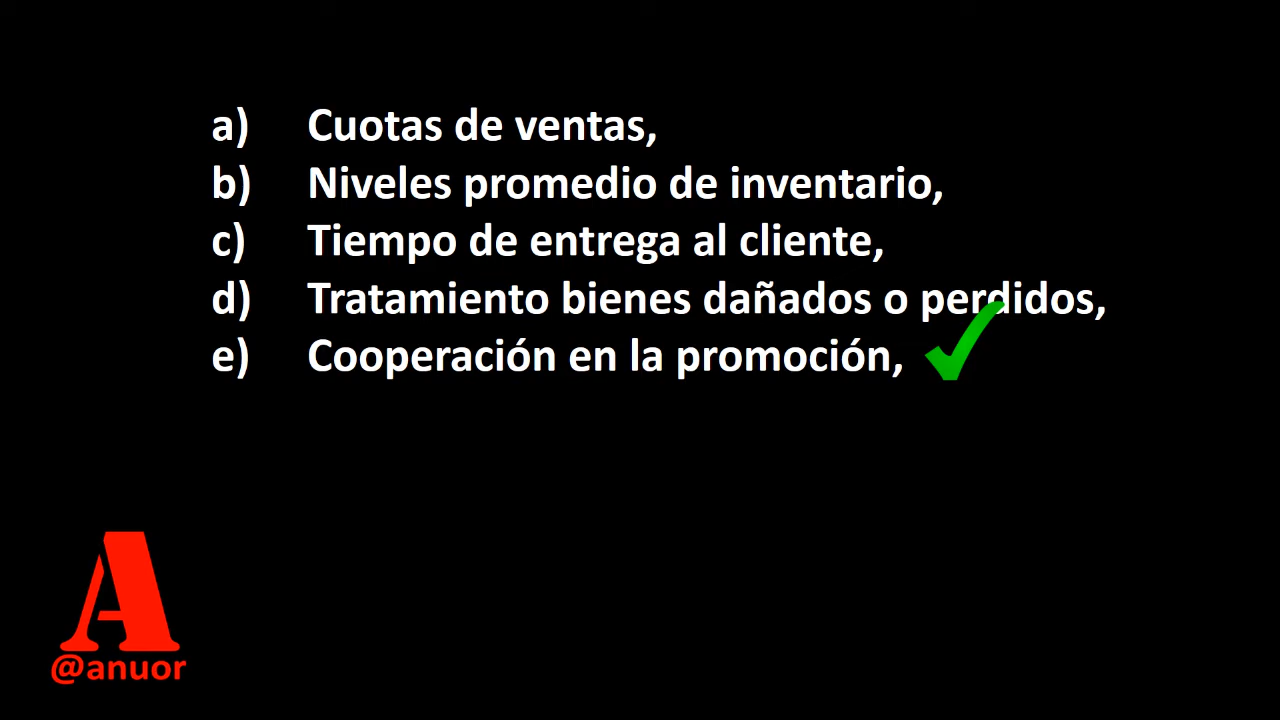 a) Cuotas de ventas,
b) Niveles promedio de inventario,
c) Tiempo de entrega al cliente,
d) Tratamiento bienes dañados o perdidos,
e) Cooperación en la promoción,
A
@anuor